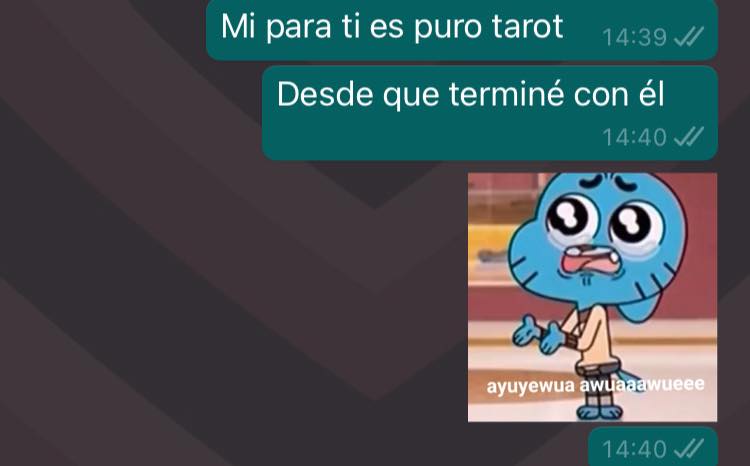 Mi para ti es puro tarot 14:39
Desde que terminé con él
14:40
ayuyewua awuaaawueee
14:40